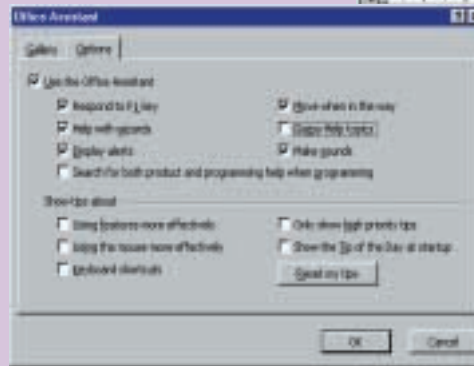 Office Assistant
Gallery Options
Use the Office Assistant
Respond to F1 key Move when in the way
Help with wizards Guess Help topics
Display alerts Make sounds
Search for both product and programming help when programming
Show tips about
Using features more effectively Only show high priority tips
Using the mouse more effectively Show the Tip of the Day at startup
Keyboard shortcuts Reset my tips
OK Cancel